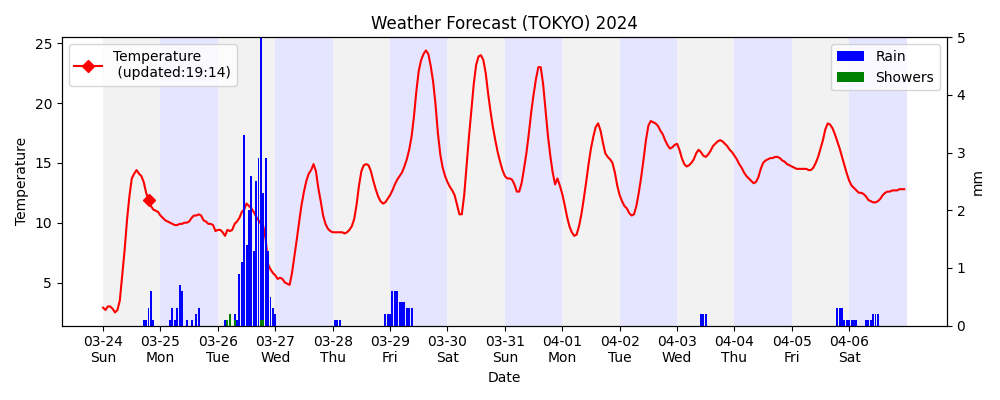 Weather Forecast (TOKYO) 2024
Temperature
(updated:19:14)
Rain
Showers
25
20
15
10
5
Temperature
5
4
3
2
1
0
mm
03-24 03-25 03-26 03-27 03-28 03-29 03-30 03-31 04-01 04-02 04-03 04-04 04-05 04-06
Sun Mon Tue Wed Thu Fri Sat Sun Mon Tue Wed Thu Fri Sat
Date